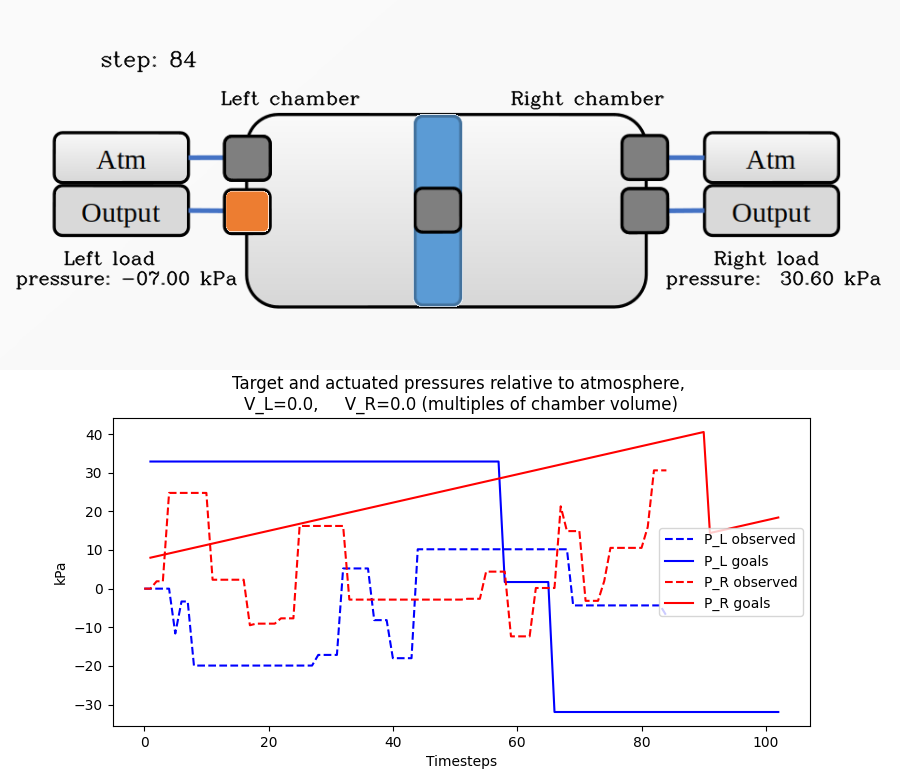 step: 84
Left chamber
Right chamber
Atm
Atm
Output
Output
Left load
pressure: -07.00 kPa
Right load
pressure: 30.60 kPa
Target and actuated pressures relative to atmosphere,
V_L=0.0, V_R=0.0 (multiples of chamber volume)
kPa
40
30
20
10
0
−10
−20
−30
P_L observed
P_L goals
P_R observed
P_R goals
0
20
40
60
80
100
Timesteps